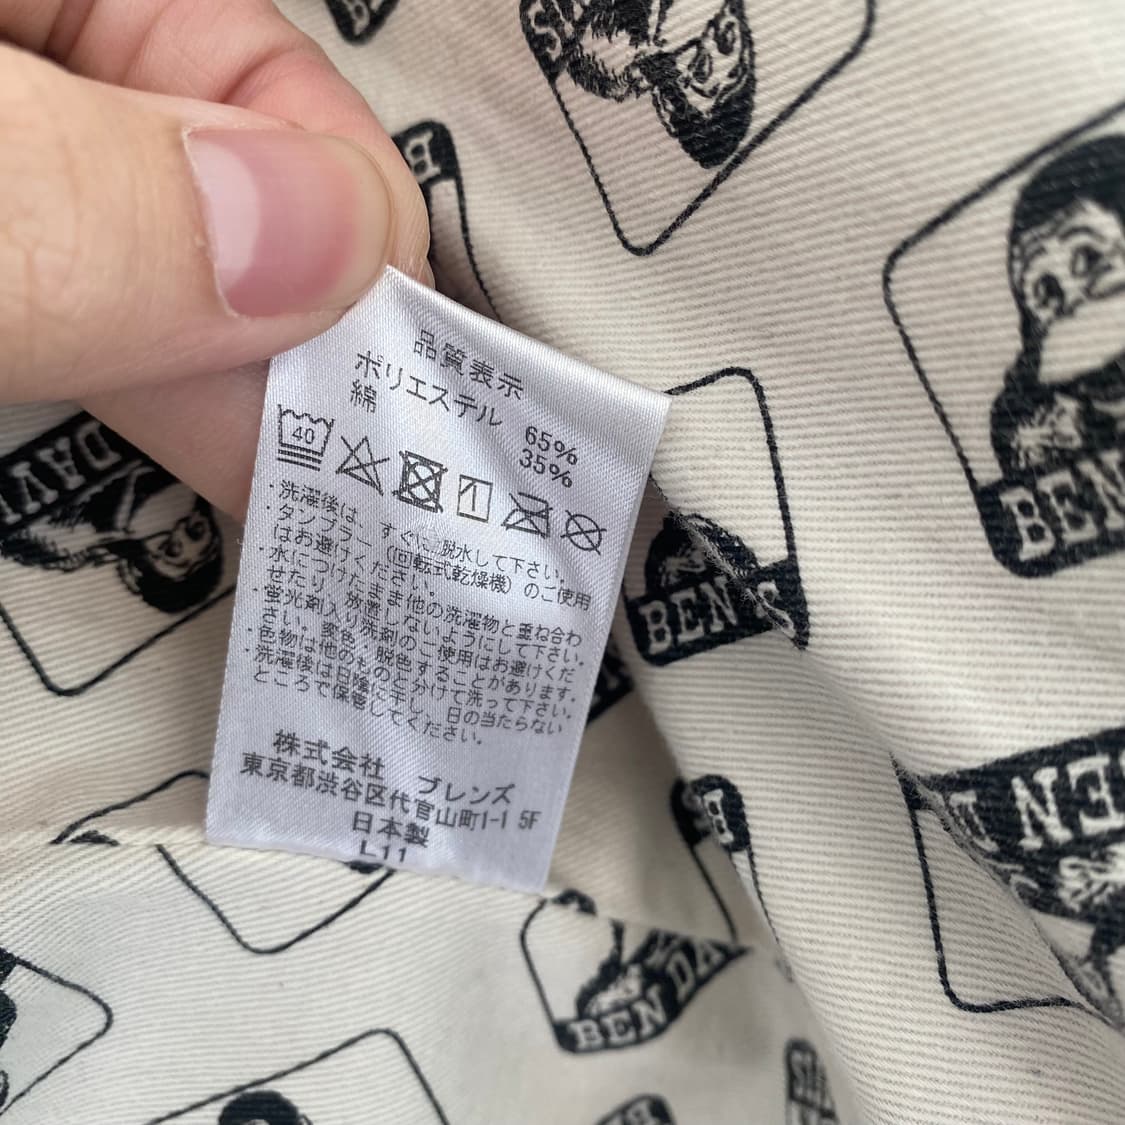 品質表示
ポリエステル 65%
綿 35%
40
・洗濯後は、すぐに脱水して下さい。
・タンブラー（回転式乾燥機）のご使用
はお避けください。
・水につけたまま他の洗濯物と重ね合わ
せたり、放置しないようにして下さい。
・蛍光剤入り洗剤のご使用はお避けくだ
さい。変色、脱色することがあります。
・色物は他のものと分けて洗って下さい。
・洗濯後は日陰に干し、日の当たらない
ところで保管してください。
株式会社 ブレンズ
東京都渋谷区代官山町1-1 5F
日本製
L11
BEN
BEN'S
BEN DA
DAVI